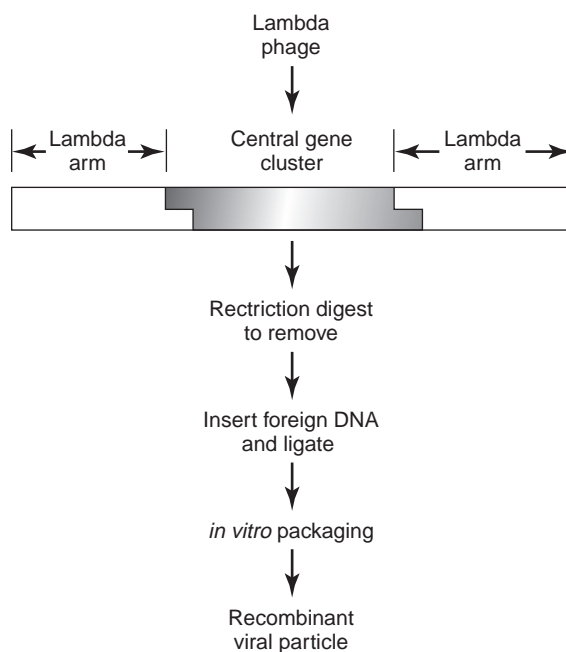 Lambda
phage
Lambda
arm
Central gene
cluster
Lambda
arm
Rectriction digest
to remove
Insert foreign DNA
and ligate
in vitro packaging
Recombinant
viral particle